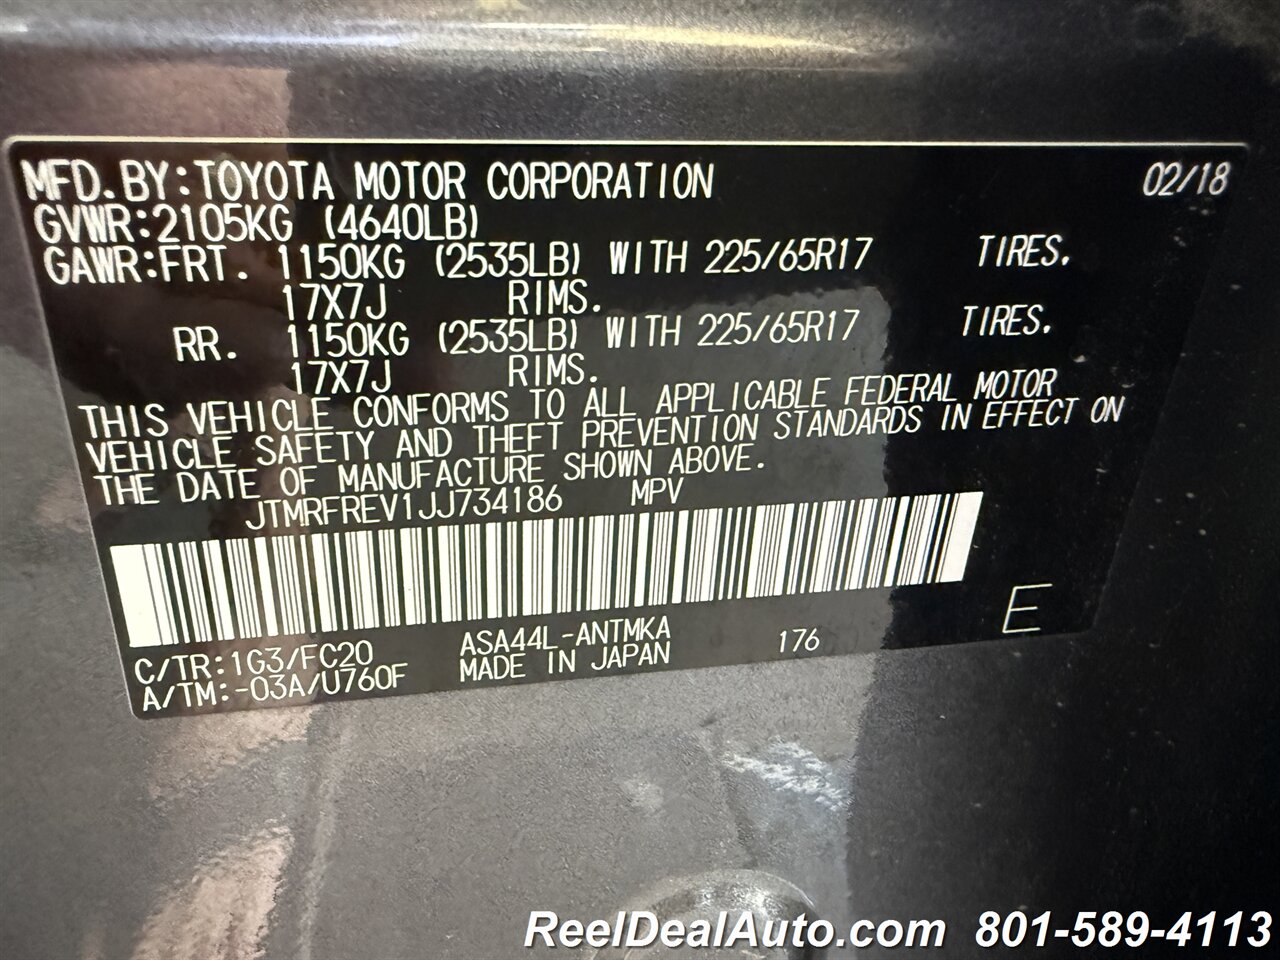 MFD.BY:TOYOTA MOTOR CORPORATION 02/18
GVWR:2105KG (4640LB)
GAWR:FRT. 1150KG (2535LB) WITH 225/65R17 TIRES.
17X7J RIMS.
RR. 1150KG (2535LB) WITH 225/65R17 TIRES.
17X7J RIMS.
THIS VEHICLE CONFORMS TO ALL APPLICABLE FEDERAL MOTOR
VEHICLE SAFETY AND THEFT PREVENTION STANDARDS IN EFFECT ON
THE DATE OF MANUFACTURE SHOWN ABOVE.
JTMRFREV1JJ734186 MPV
E
C/TR:1G3/FC20 ASA44L-ANTMKA 176
A/TM:-03A/U760F MADE IN JAPAN
ReelDealAuto.com 801-589-4113